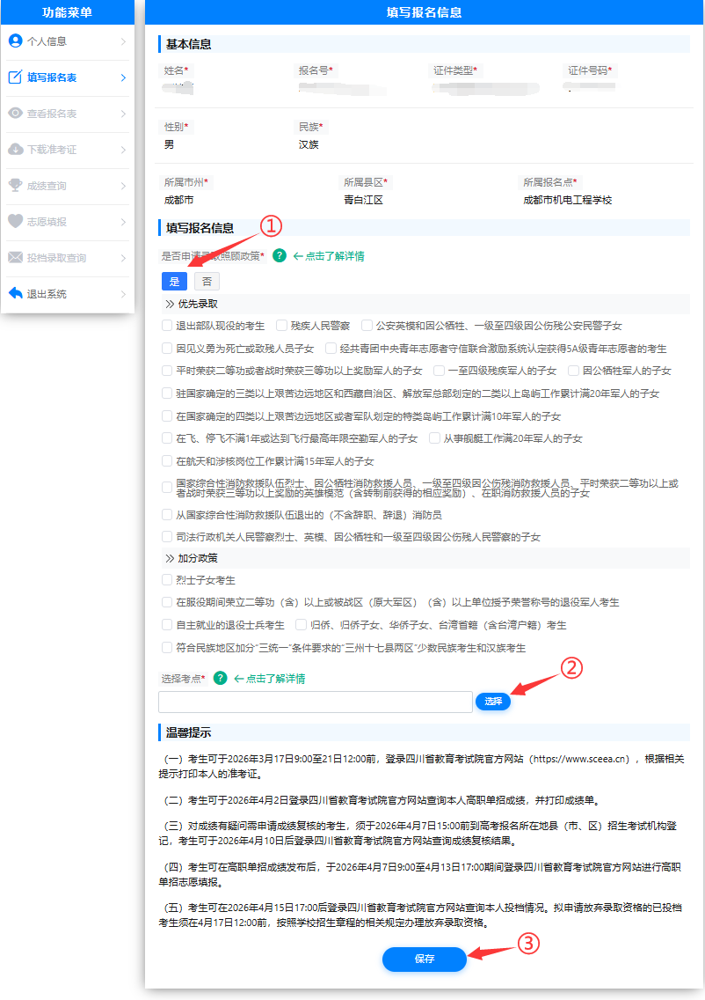 功能菜单
个人信息
填写报名表
查看报名表
下载准考证
成绩查询
志愿填报
投档录取查询
退出系统
填写报名信息
基本信息
姓名* 报名号* 证件类型* 证件号码*
性别* 民族*
男 汉族
所属市州* 所属县区* 所属报名点*
成都市 青白江区 成都市机电工程学校
填写报名信息
①
是否申请录取照顾政策* ? ←点击了解详情
是 否
优先录取
退出部队现役的考生 残疾人民警察 公安英模和因公牺牲、一级至四级因公伤残公安民警子女
因见义勇为死亡或致残人员子女 经共青团中央青年志愿者守信联合激励系统认定获得5A级青年志愿者的考生
平时荣获二等功或者战时荣获三等功以上奖励军人的子女 一至四级残疾军人的子女 因公牺牲军人的子女
驻国家确定的三类以上艰苦边远地区和西藏自治区、解放军总部划定的二类以上岛屿工作累计满20年军人的子女
在国家确定的四类以上艰苦边远地区或者军队划定的特类岛屿工作累计满10年军人的子女
在飞、停飞不满1年或达到飞行最高年限空勤军人的子女 从事舰艇工作满20年军人的子女
在航天和涉核岗位工作累计满15年军人的子女
国家综合性消防救援队伍烈士、因公牺牲消防救援人员、一级至四级因公伤残消防救援人员、平时荣获二等功以上或
者战时荣获三等功以上奖励的英雄模范（含转制前获得的相应奖励）、在职消防救援人员的子女
从国家综合性消防救援队伍退出的（不含辞职、辞退）消防员
司法行政机关人民警察烈士、英模、因公牺牲和一级至四级因公伤残人民警察的子女
加分政策
烈士子女考生
在服役期间荣立二等功（含）以上或被战区（原大军区）（含）以上单位授予荣誉称号的退役军人考生
自主就业的退役士兵考生 归侨、归侨子女、华侨子女、台湾省籍（含台湾户籍）考生
符合民族地区加分“三统一”条件要求的“三州十七县两区”少数民族考生和汉族考生
②
选择考点* ? ←点击了解详情
选择
温馨提示
（一）考生可于2026年3月17日9:00至21日12:00前，登录四川省教育考试院官方网站（https://www.sceea.cn），根据相关
提示打印本人的准考证。
（二）考生可于2026年4月2日登录四川省教育考试院官方网站查询本人高职单招成绩，并打印成绩单。
（三）对成绩有疑问需申请成绩复核的考生，须于2026年4月7日15:00前到高考报名所在地县（市、区）招生考试机构登
记，考生可于2026年4月10日后登录四川省教育考试院官方网站查询成绩复核结果。
（四）考生可在高职单招成绩发布后，于2026年4月7日9:00至4月13日17:00期间登录四川省教育考试院官方网站进行高职
单招志愿填报。
（五）考生可在2026年4月15日17:00后登录四川省教育考试院官方网站查询本人投档情况。拟申请放弃录取资格的已投档
考生须在4月17日12:00前，按照学校招生章程的相关规定办理放弃录取资格。
③
保存